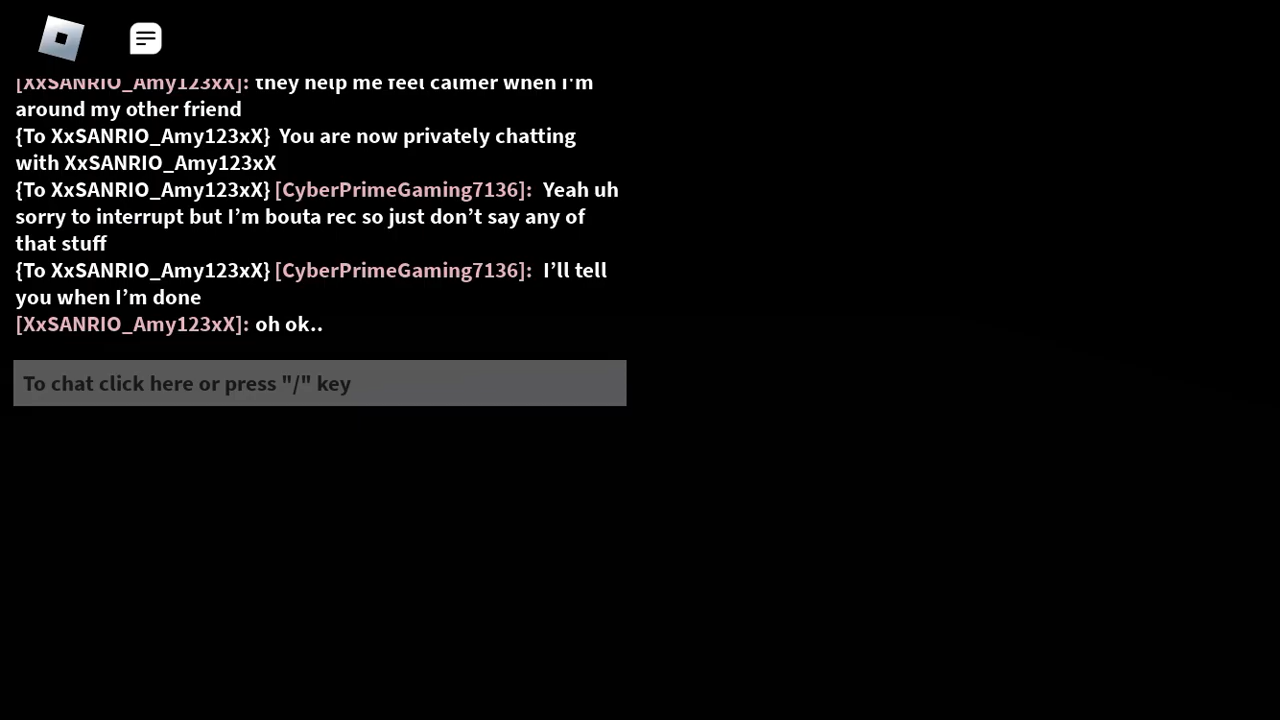 [XxSANRIO_Amy123xX]: they help me feel calmer when I'm
around my other friend
{To XxSANRIO_Amy123xX} You are now privately chatting
with XxSANRIO_Amy123xX
{To XxSANRIO_Amy123xX} [CyberPrimeGaming7136]: Yeah uh
sorry to interrupt but I’m bouta rec so just don’t say any of
that stuff
{To XxSANRIO_Amy123xX} [CyberPrimeGaming7136]: I’ll tell
you when I’m done
[XxSANRIO_Amy123xX]: oh ok..
To chat click here or press "/" key